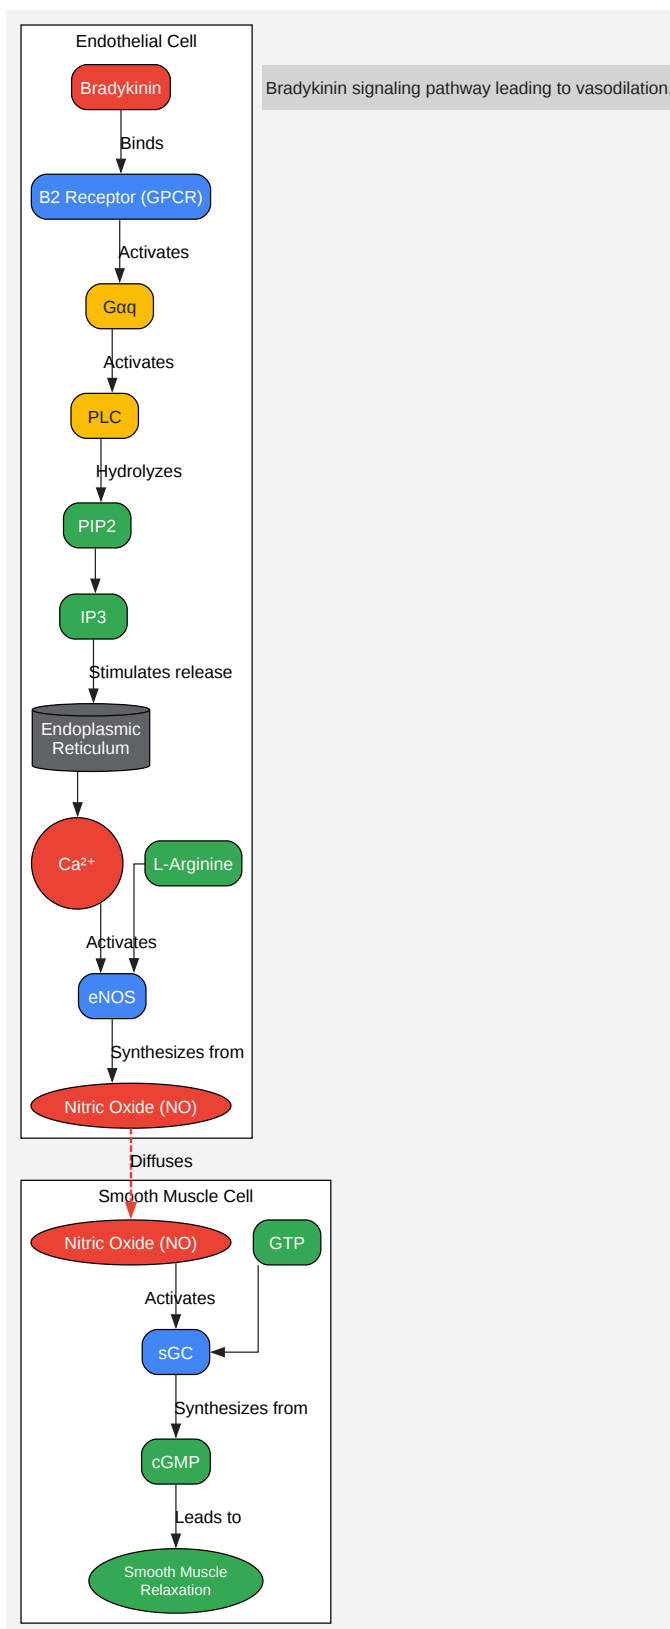 Endothelial Cell
Bradykinin
Bradykinin signaling pathway leading to vasodilation.
Binds
B2 Receptor (GPCR)
Activates
Gαq
Activates
PLC
Hydrolyzes
PIP2
IP3
Stimulates release
Endoplasmic
Reticulum
Ca²⁺
L-Arginine
Activates
eNOS
Synthesizes from
Nitric Oxide (NO)
Diffuses
Smooth Muscle Cell
Nitric Oxide (NO)
GTP
Activates
sGC
Synthesizes from
cGMP
Leads to
Smooth Muscle
Relaxation